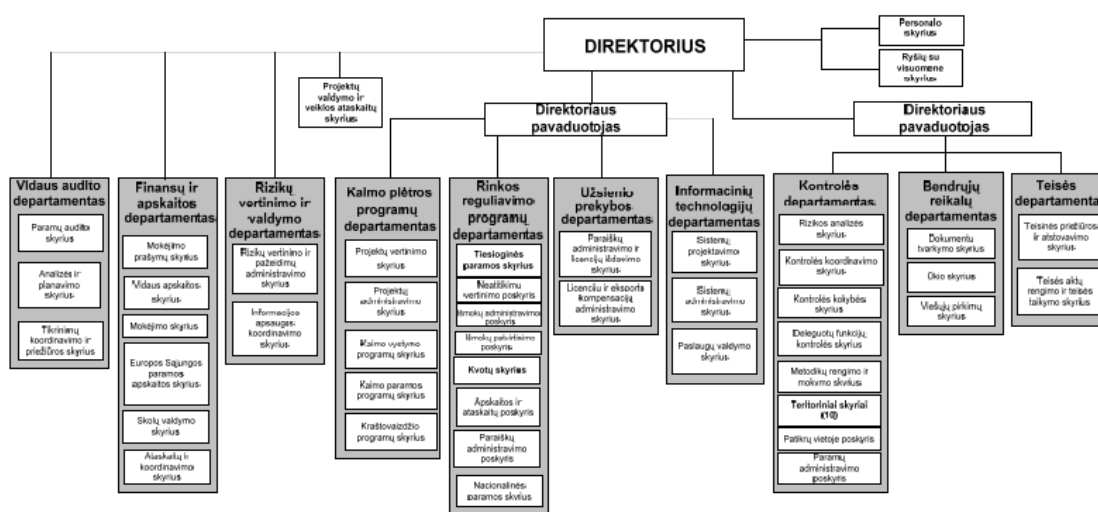 DIREKTORIUS
Personalo
skyrius
Ryšių su
visuomene
skyrius
Projektų
valdymo ir
veiklos ataskaitų
skyrius
Direktoriaus
pavaduotojas
Direktoriaus
pavaduotojas
Vidaus audito
departamentas
Paramų audito
skyrius
Analizės ir
planavimo skyrius
Tikrinimų
koordinavimo ir
priežiūros skyrius
Finansų ir
apskaitos
departamentas
Mokėjimo
prašymų skyrius
Vidaus apskaitos
skyrius
Mokėjimo skyrius
Europos Sąjungos
paramos
apskaitos skyrius
Skolų valdymo
skyrius
Ataskaitų ir
koordinavimo skyrius
Rizikų
vertinimo ir
valdymo
departamentas
Rizikų vertinimo ir
pažeidimų
administravimo
skyrius
Informacijos
apsaugos
koordinavimo
skyrius
Kaimo plėtros
programų
departamentas
Projektų vertinimo
skyrius
Projektų
administravimo
skyrius
Kaimo vystymo
programų skyrius
Kaimo paramos
programų skyrius
Kraštovaizdžio
programų skyrius
Rinkos
reguliavimo
programų
departamentas
Tiesioginės
paramos skyrius
Neatitikimų
vertinimo poskyris
Išmokų administravimo
poskyris
Išmokų patvirtinimo
poskyris
Kvotų skyrius
Apskaitos ir
ataskaitų poskyris
Paraiškų
administravimo
poskyris
Nacionalinės
paramos skyrius
Užsienio
prekybos
departamentas
Paraiškų
administravimo ir
licencijų išdavimo
skyrius
Licencijų ir eksporto
kompensacijų
administravimo skyrius
Informacinių
technologijų
departamentas
Sistemų
projektavimo
skyrius
Sistemų
administravimo
skyrius
Paslaugų valdymo
skyrius
Kontrolės
departamentas
Rizikos analizės
skyrius
Kontrolės koordinavimo
skyrius
Kontrolės kokybės
skyrius
Deleguotų funkcijų
kontrolės skyrius
Metodikų rengimo ir
mokymo skyrius
Teritoriniai skyriai
(10)
Patikrų vietoje poskyris
Paramų
administravimo
poskyris
Bendrųjų
reikalų
departamentas
Dokumentų
tvarkymo skyrius
Ūkio skyrius
Viešųjų pirkimų
skyrius
Teisės
departamentas
Teisinės priežiūros
ir atstovavimo
skyrius
Teisės aktų
rengimo ir teisės
taikymo skyrius